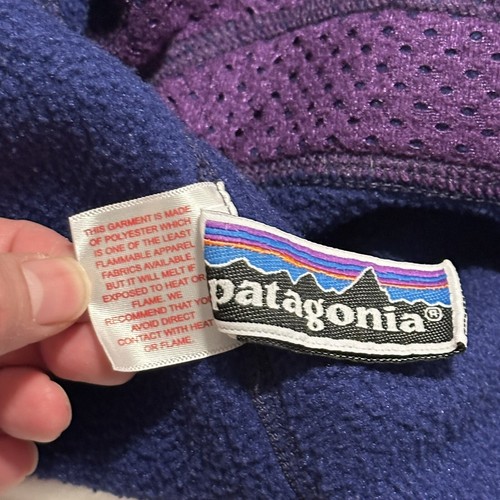 THIS GARMENT IS MADE
OF POLYESTER WHICH
IS ONE OF THE LEAST
FLAMMABLE APPAREL
FABRICS AVAILABLE,
BUT IT WILL MELT IF
EXPOSED TO HEAT OR
FLAME. WE
RECOMMEND THAT YOU
AVOID DIRECT
CONTACT WITH HEAT
OR FLAME.
patagonia®